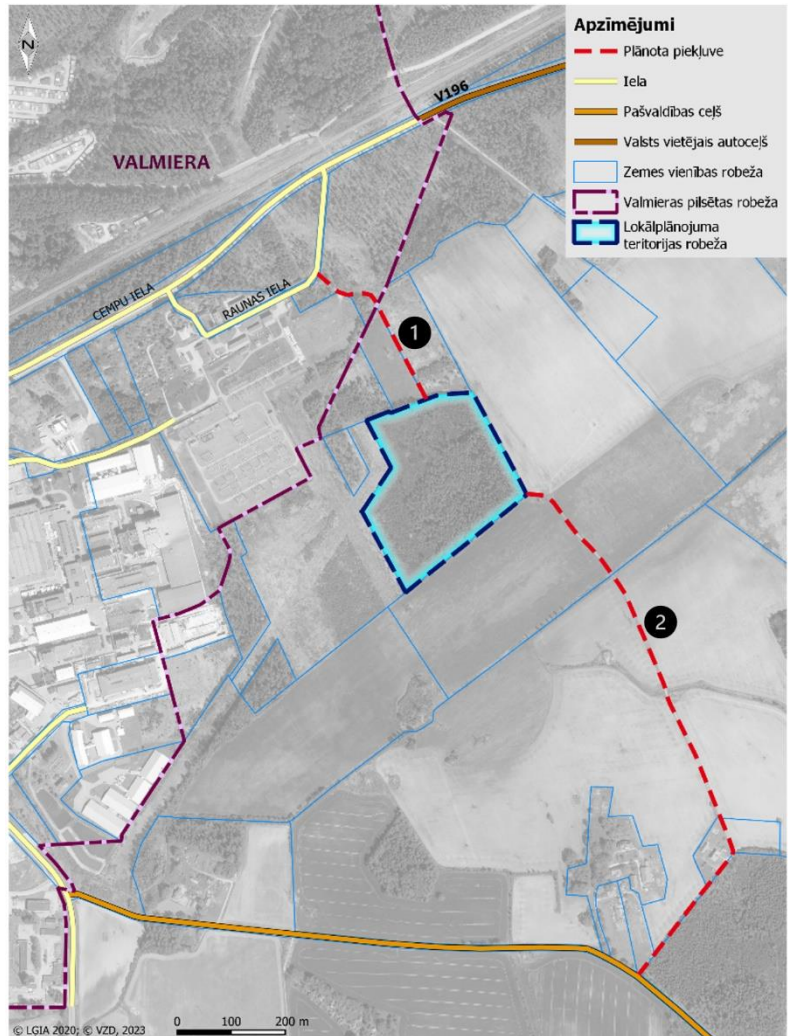 N
VALMIERA
V196
CEMPU IELA
RAUNAS IELA
1
2
Apzīmējumi
Plānota piekļuve
Iela
Pašvaldības ceļš
Valsts vietējais autoceļš
Zemes vienības robeža
Valmieras pilsētas robeža
Lokālplānojuma
teritorijas robeža
© LGIA 2020; © VZD, 2023
0 100 200 m